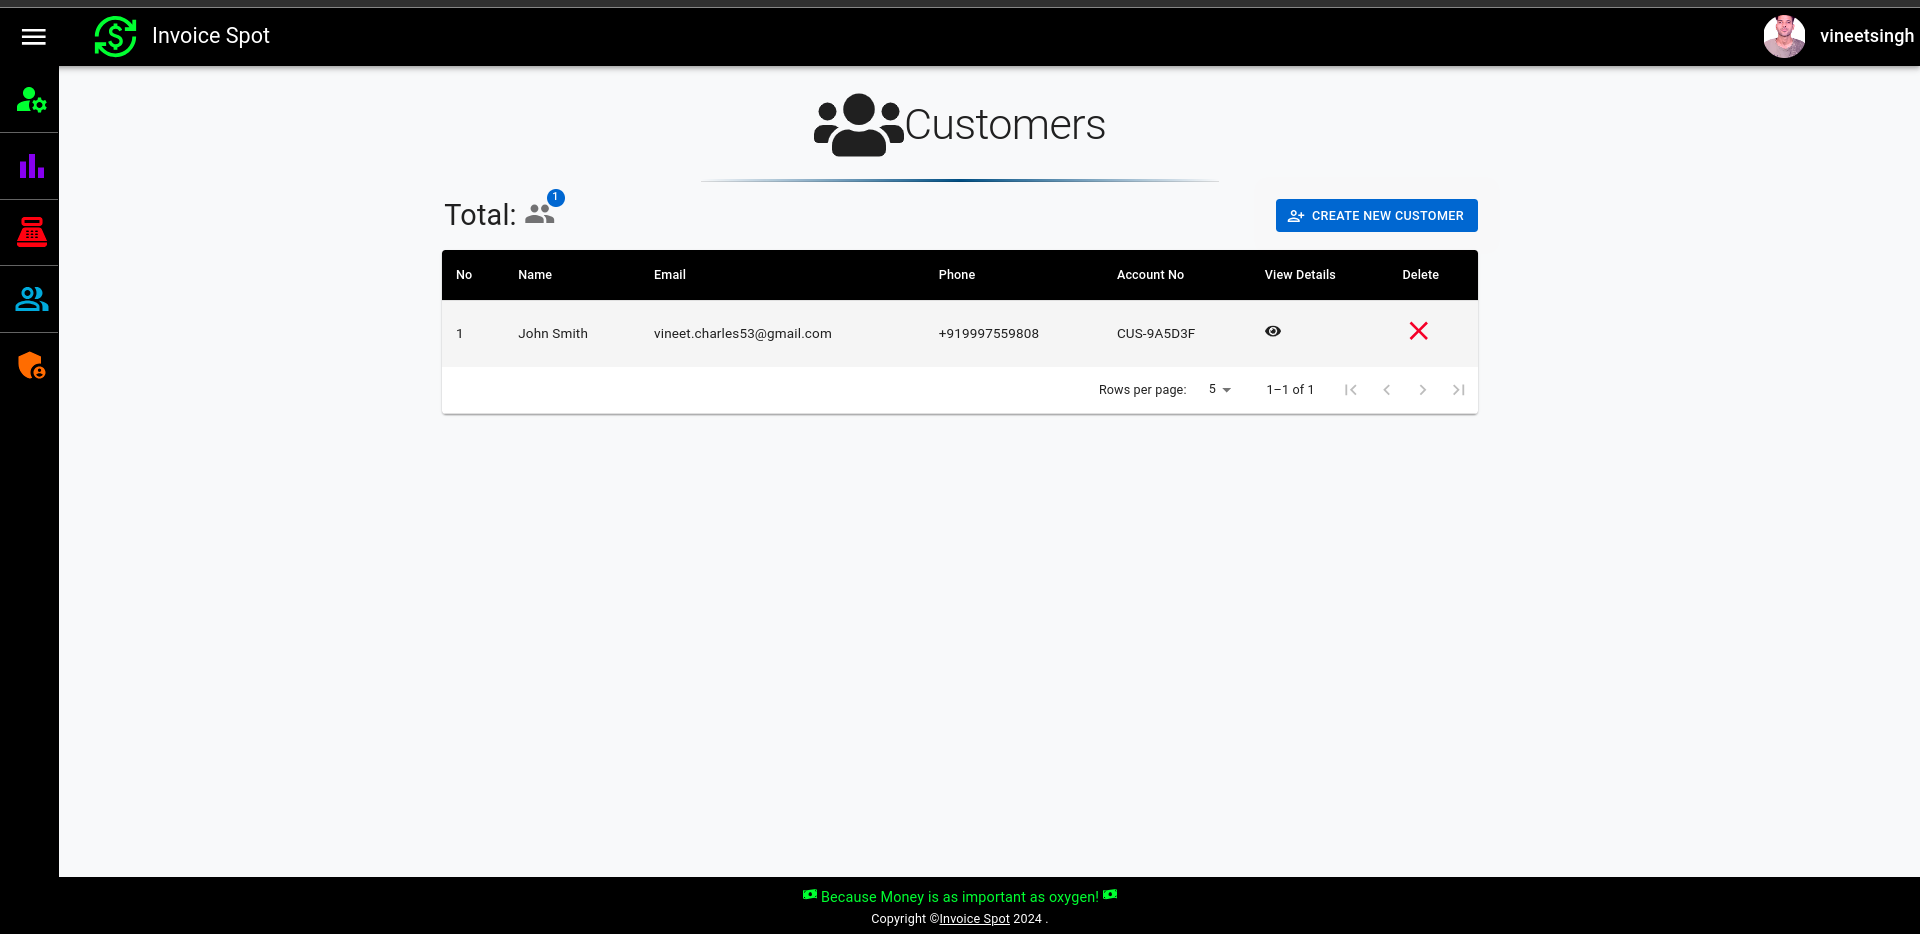 Invoice Spot
vineetsingh
Customers
Total: 1
CREATE NEW CUSTOMER
No Name Email Phone Account No View Details Delete
1 John Smith vineet.charles53@gmail.com +919997559808 CUS-9A5D3F
Rows per page: 5 1–1 of 1
Because Money is as important as oxygen!
Copyright ©Invoice Spot 2024 .